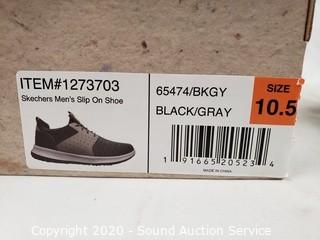 ITEM#1273703
Skechers Men's Slip On Shoe
65474/BKGY
BLACK/GRAY
SIZE
10.5
1 91665 20523 4
MADE IN CHINA
Copyright 2020 - Sound Auction Service